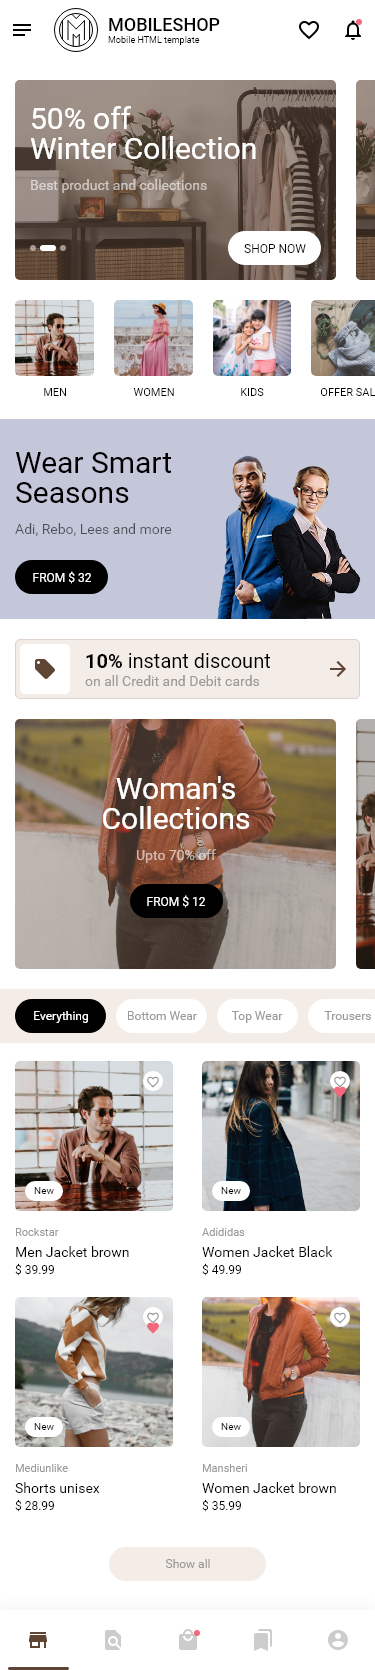 MOBILESHOP
Mobile HTML template
50% off
Winter Collection
Best product and collections
SHOP NOW
MEN
WOMEN
KIDS
OFFER SAL
Wear Smart
Seasons
Adi, Rebo, Lees and more
FROM $ 32
10% instant discount
on all Credit and Debit cards
Woman's
Collections
Upto 70% off
FROM $ 12
Everything
Bottom Wear
Top Wear
Trousers
New
New
Rockstar
Adididas
Men Jacket brown
Women Jacket Black
$ 39.99
$ 49.99
New
New
Mediunlike
Mansheri
Shorts unisex
Women Jacket brown
$ 28.99
$ 35.99
Show all